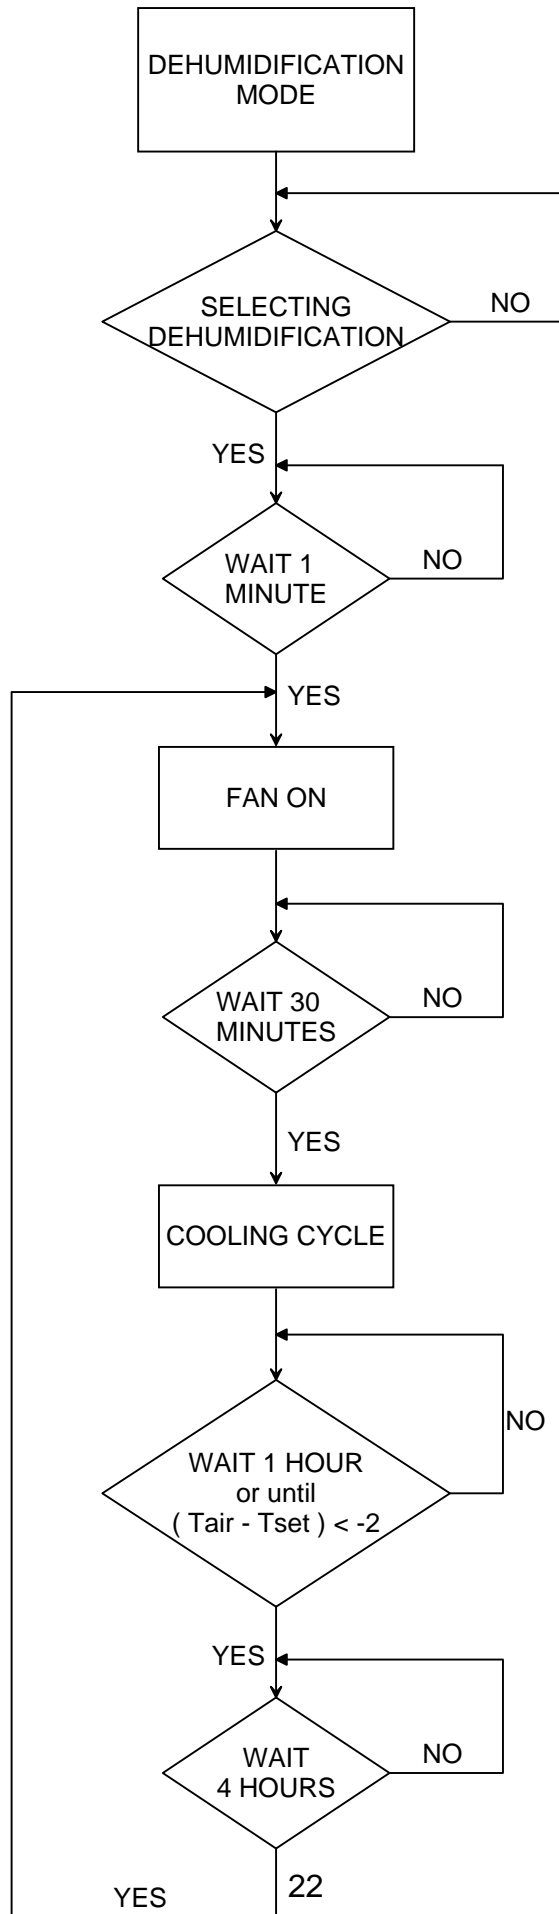 DEHUMIDIFICATION
MODE
SELECTING
DEHUMIDIFICATION
NO
YES
WAIT 1
MINUTE
NO
YES
FAN ON
WAIT 30
MINUTES
NO
YES
COOLING CYCLE
WAIT 1 HOUR
or until
( Tair - Tset ) < -2
NO
YES
WAIT
4 HOURS
NO
22
YES